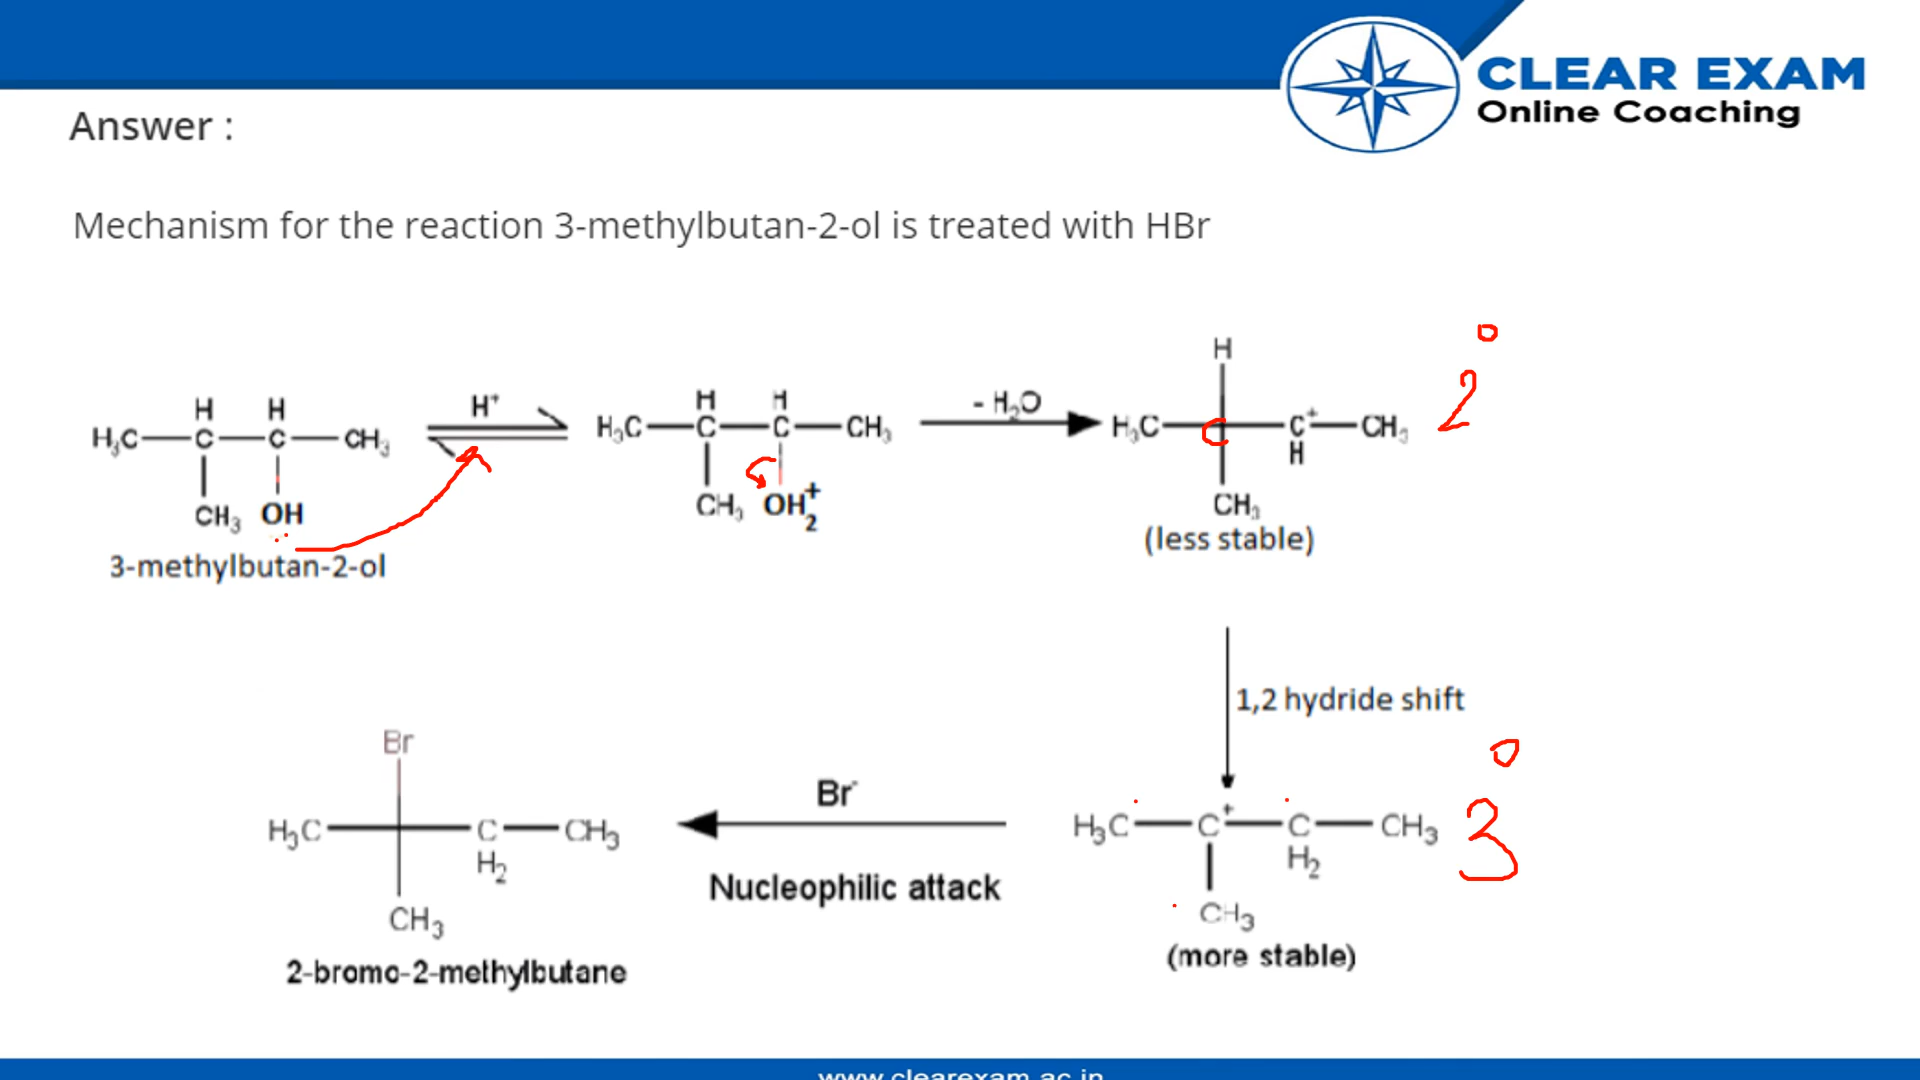 CLEAR EXAM
Online Coaching
Answer :
Mechanism for the reaction 3-methylbutan-2-ol is treated with HBr
H H
H₃C—C—C—CH₃
CH₃ OH
3-methylbutan-2-ol
H⁺
H H
H₃C—C—C—CH₃
CH₃ OH₂⁺
- H₂O
H
H₃C—C—C⁺—CH₃
H
CH₃
(less stable)
2°
1,2 hydride shift
H₃C—C⁺—C—CH₃
H₂
CH₃
(more stable)
3°
Br⁻
Nucleophilic attack
Br
H₃C—C—CH₃
H₂
CH₃
2-bromo-2-methylbutane
www.clearexam.ac.in